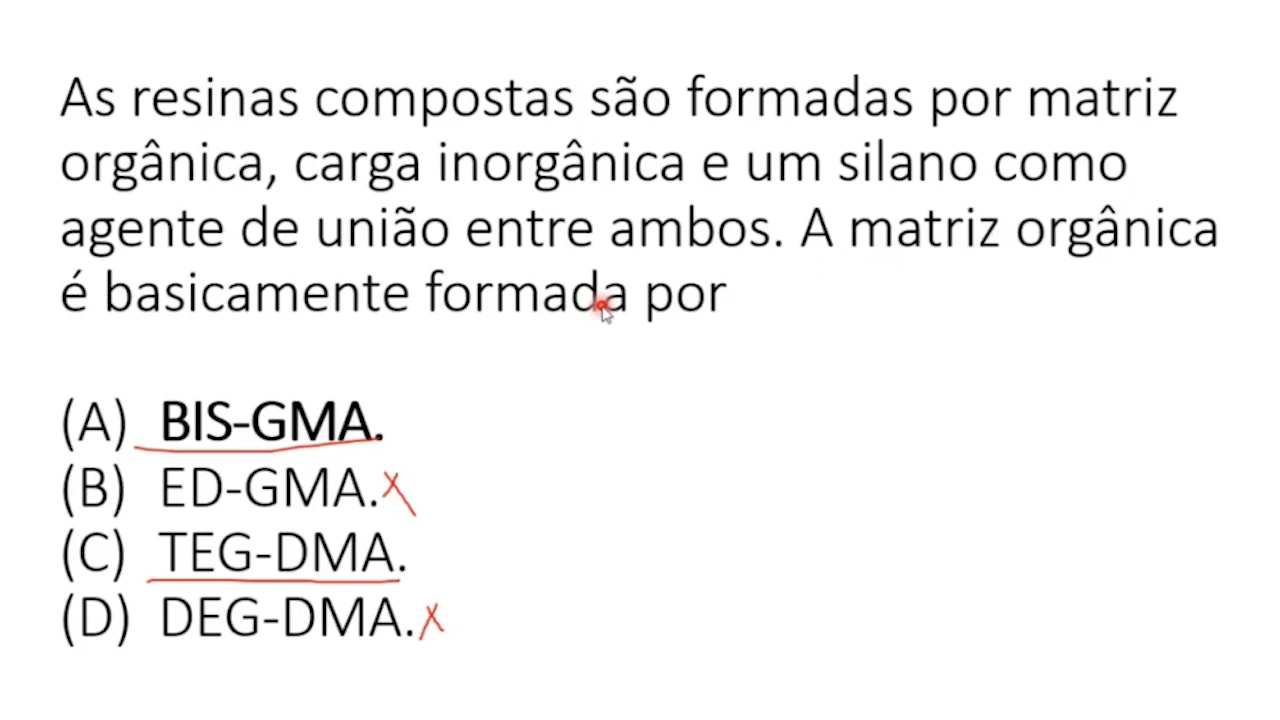 As resinas compostas são formadas por matriz
orgânica, carga inorgânica e um silano como
agente de união entre ambos. A matriz orgânica
é basicamente formada por
(A) BIS-GMA.
(B) ED-GMA.
(C) TEG-DMA.
(D) DEG-DMA.